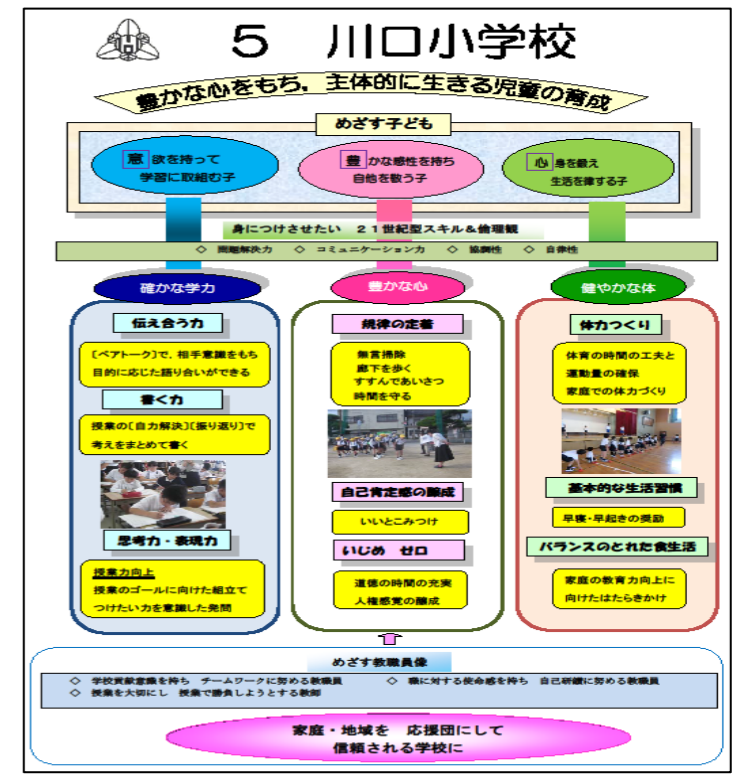 5 川口小学校
豊かな心をもち，主体的に生きる児童の育成
めざす子ども
意欲を持って
学習に取組む子
豊かな感性を持ち
自他を敬う子
心身を鍛え
生活を律する子
身につけさせたい 21世紀型スキル＆倫理観
◇ 問題解決力 ◇ コミュニケーション力 ◇ 協調性 ◇ 自律性
確かな学力
伝え合う力
〔ペアトーク〕で，相手意識をもち
目的に応じた語り合いができる
書く力
授業の〔自力解決〕〔振り返り〕で
考えをまとめて書く
思考力・表現力
授業力向上
授業のゴールに向けた組立て
つけたい力を意識した発問
豊かな心
規律の定着
無言掃除
廊下を歩く
すすんであいさつ
時間を守る
自己肯定感の醸成
いいとこみつけ
いじめ ゼロ
道徳の時間の充実
人権感覚の醸成
健やかな体
体力つくり
体育の時間の工夫と
運動量の確保
家庭での体力づくり
基本的な生活習慣
早寝・早起きの奨励
バランスのとれた食生活
家庭の教育力向上に
向けたはたらきかけ
めざす教職員像
◇ 学校貢献意識を持ち チームワークに努める教職員 ◇ 職に対する使命感を持ち 自己研鑽に努める教職員
◇ 授業を大切にし 授業で勝負しようとする教師
家庭・地域を 応援団にして
信頼される学校に